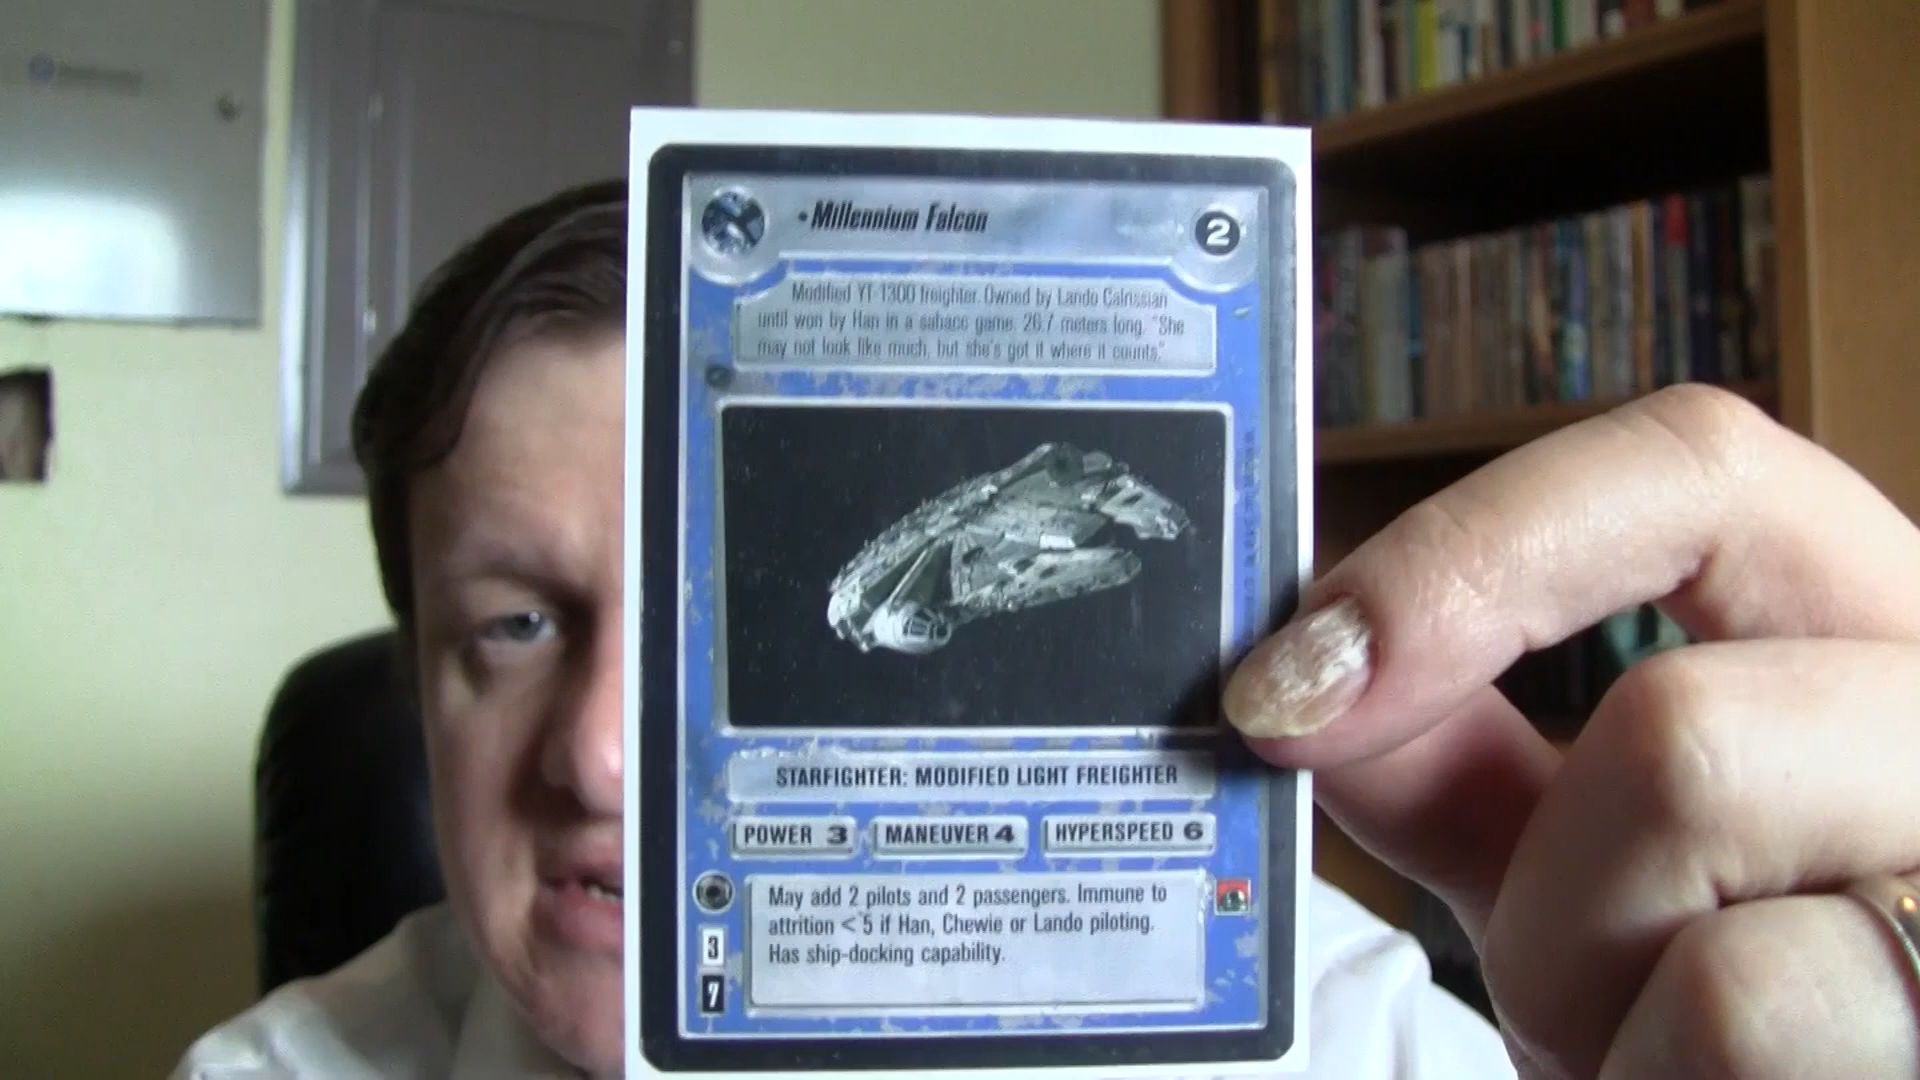 • Millennium Falcon
2
Modified YT-1300 freighter. Owned by Lando Calrissian
until won by Han in a sabacc game. 26.7 meters long. "She
may not look like much, but she's got it where it counts."
STARFIGHTER: MODIFIED LIGHT FREIGHTER
POWER 3 MANEUVER 4 HYPERSPEED 6
May add 2 pilots and 2 passengers. Immune to
attrition < 5 if Han, Chewie or Lando piloting.
Has ship-docking capability.
3
7